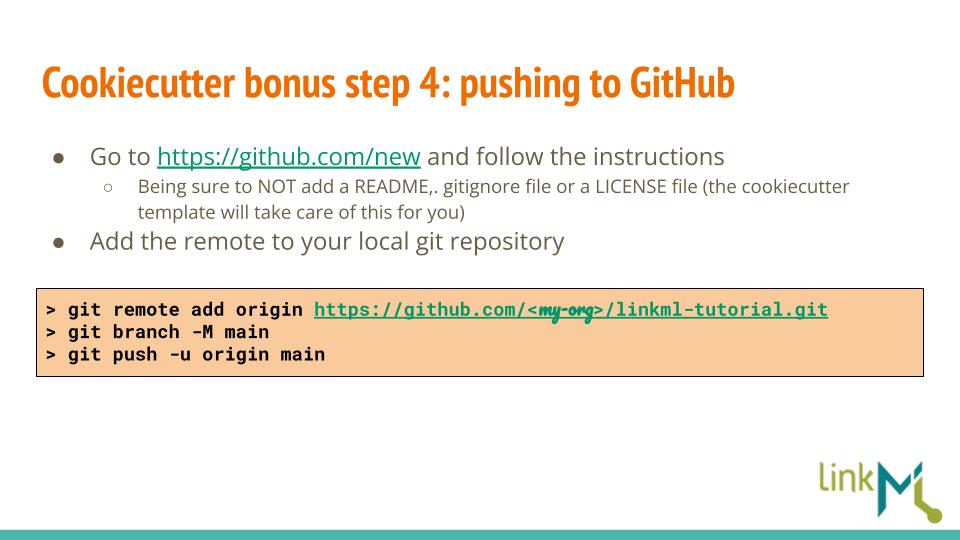 Cookiecutter bonus step 4: pushing to GitHub
● Go to https://github.com/new and follow the instructions
○ Being sure to NOT add a README,. gitignore file or a LICENSE file (the cookiecutter
template will take care of this for you)
● Add the remote to your local git repository
> git remote add origin https://github.com/<my-org>/linkml-tutorial.git
> git branch -M main
> git push -u origin main
linkML